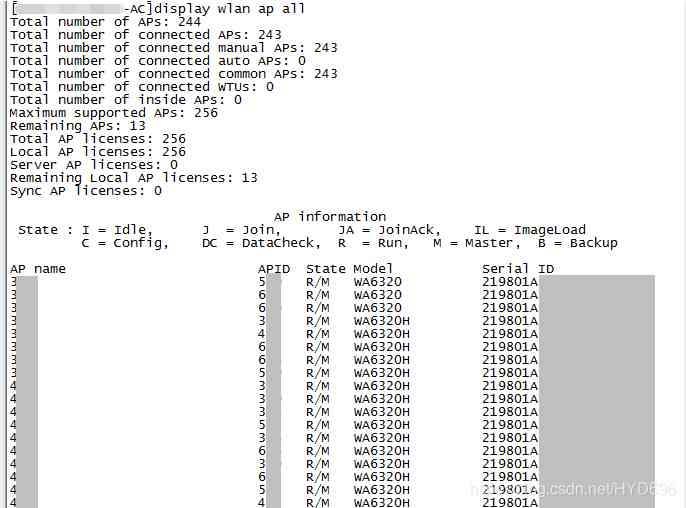 [-AC]display wlan ap all
Total number of APs: 244
Total number of connected APs: 243
Total number of connected manual APs: 243
Total number of connected auto APs: 0
Total number of connected common APs: 243
Total number of connected WTUs: 0
Total number of inside APs: 0
Maximum supported APs: 256
Remaining APs: 13
Total AP licenses: 256
Local AP licenses: 256
Server AP licenses: 0
Remaining Local AP licenses: 13
Sync AP licenses: 0
AP information
State : I = Idle, J = Join, JA = JoinAck, IL = ImageLoad
C = Config, DC = DataCheck, R = Run, M = Master, B = Backup
AP name APID State Model Serial ID
3 5 R/M WA6320 219801A
3 6 R/M WA6320 219801A
3 6 R/M WA6320 219801A
3 3 R/M WA6320H 219801A
3 4 R/M WA6320H 219801A
3 6 R/M WA6320H 219801A
3 6 R/M WA6320H 219801A
3 5 R/M WA6320H 219801A
4 3 R/M WA6320H 219801A
4 3 R/M WA6320H 219801A
4 5 R/M WA6320H 219801A
4 5 R/M WA6320H 219801A
4 3 R/M WA6320H 219801A
4 6 R/M WA6320H 219801A
4 3 R/M WA6320H 219801A
4 6 R/M WA6320H 219801A
4 5 R/M WA6320H 219801A
4 4 R/M WA6320H 219801A